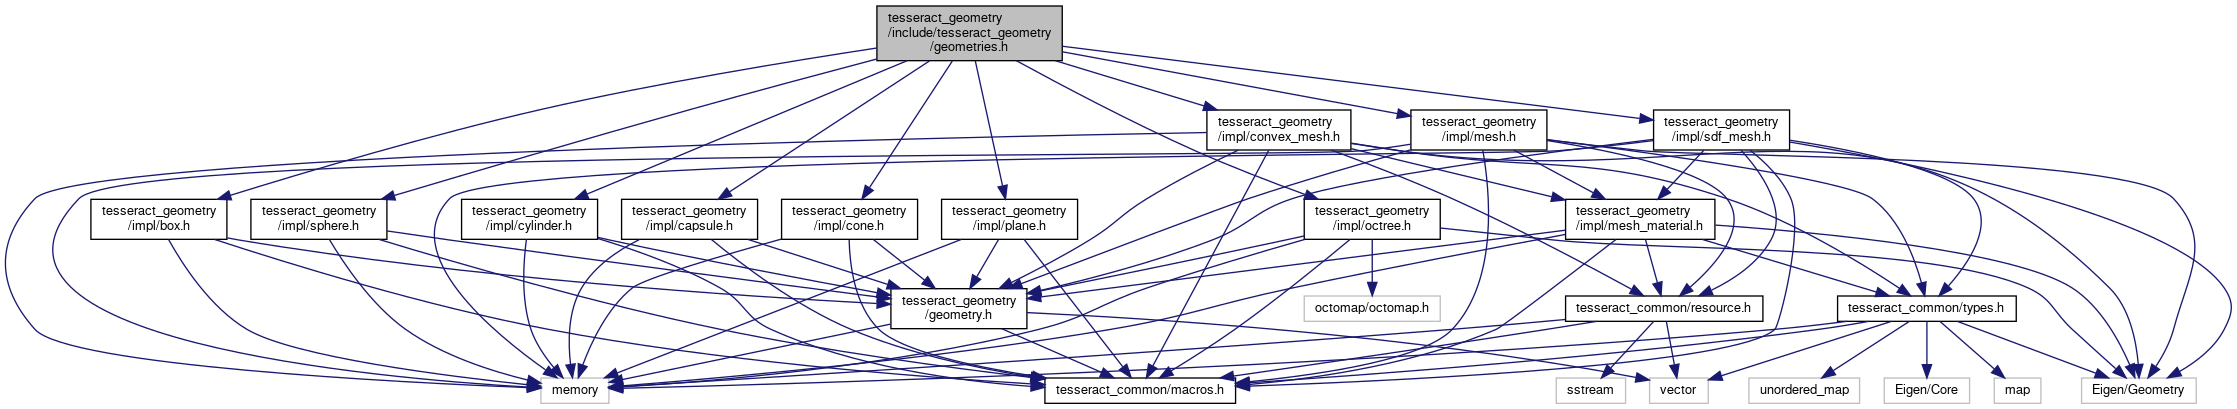 tesseract_geometry
/include/tesseract_geometry
/geometries.h
tesseract_geometry
/impl/convex_mesh.h
tesseract_geometry
/impl/mesh.h
tesseract_geometry
/impl/sdf_mesh.h
tesseract_geometry
/impl/box.h
tesseract_geometry
/impl/sphere.h
tesseract_geometry
/impl/cylinder.h
tesseract_geometry
/impl/capsule.h
tesseract_geometry
/impl/cone.h
tesseract_geometry
/impl/plane.h
tesseract_geometry
/impl/octree.h
tesseract_geometry
/impl/mesh_material.h
tesseract_geometry
/geometry.h
octomap/octomap.h
tesseract_common/resource.h
tesseract_common/types.h
memory
tesseract_common/macros.h
sstream
vector
unordered_map
Eigen/Core
map
Eigen/Geometry